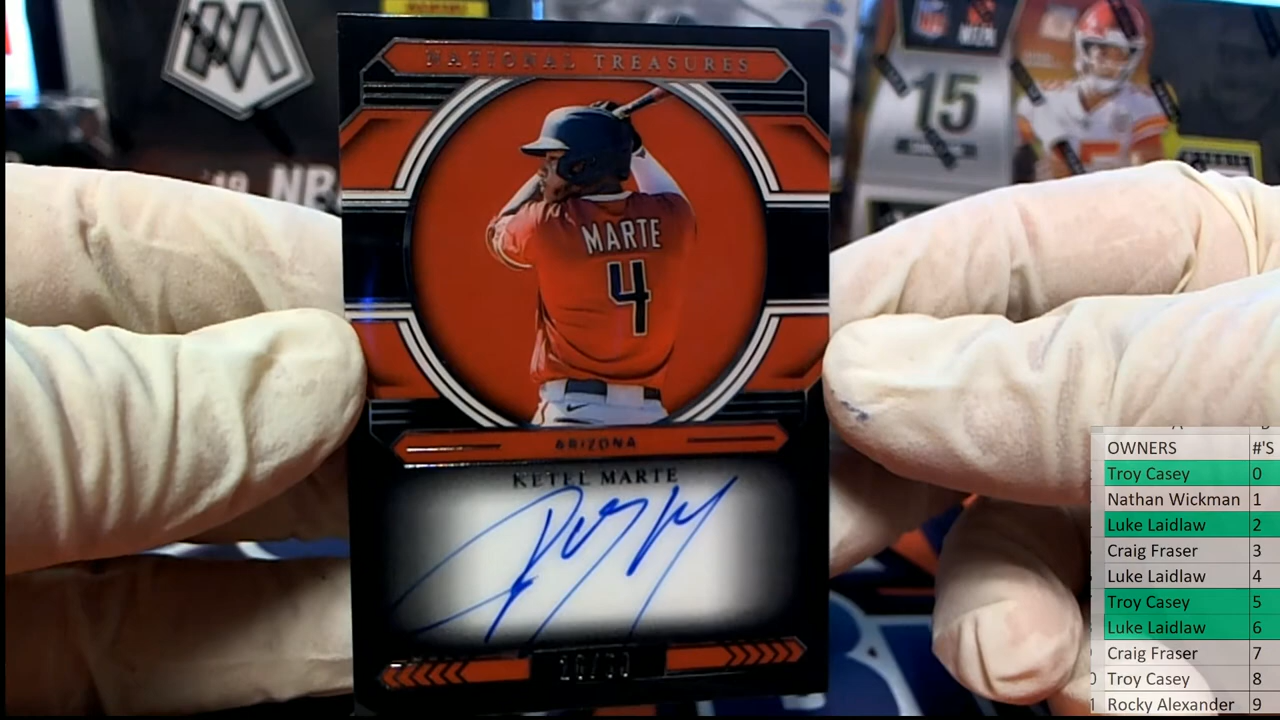 NATIONAL TREASURES
15
'19 NB
MARTE
4
ARIZONA
KETEL MARTE
OWNERS #'S
Troy Casey 0
Nathan Wickman 1
Luke Laidlaw 2
Craig Fraser 3
Luke Laidlaw 4
Troy Casey 5
Luke Laidlaw 6
Craig Fraser 7
Troy Casey 8
Rocky Alexander 9